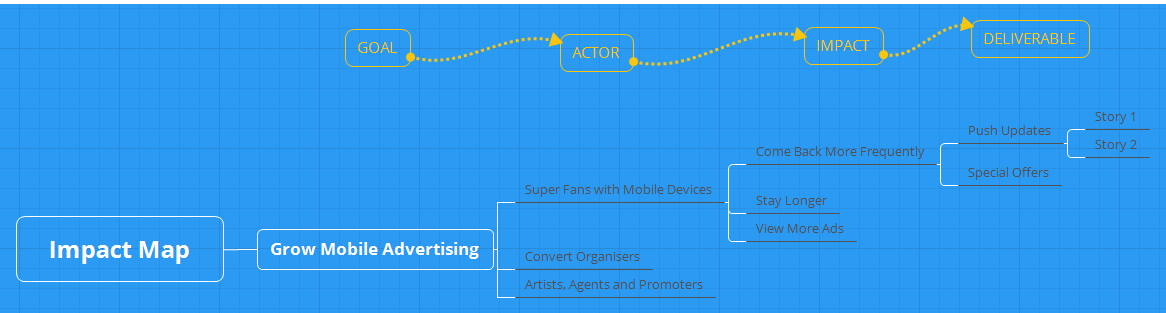 GOAL
ACTOR
IMPACT
DELIVERABLE
Impact Map
Grow Mobile Advertising
Super Fans with Mobile Devices
Come Back More Frequently
Push Updates
Story 1
Story 2
Special Offers
Stay Longer
View More Ads
Convert Organisers
Artists, Agents and Promoters